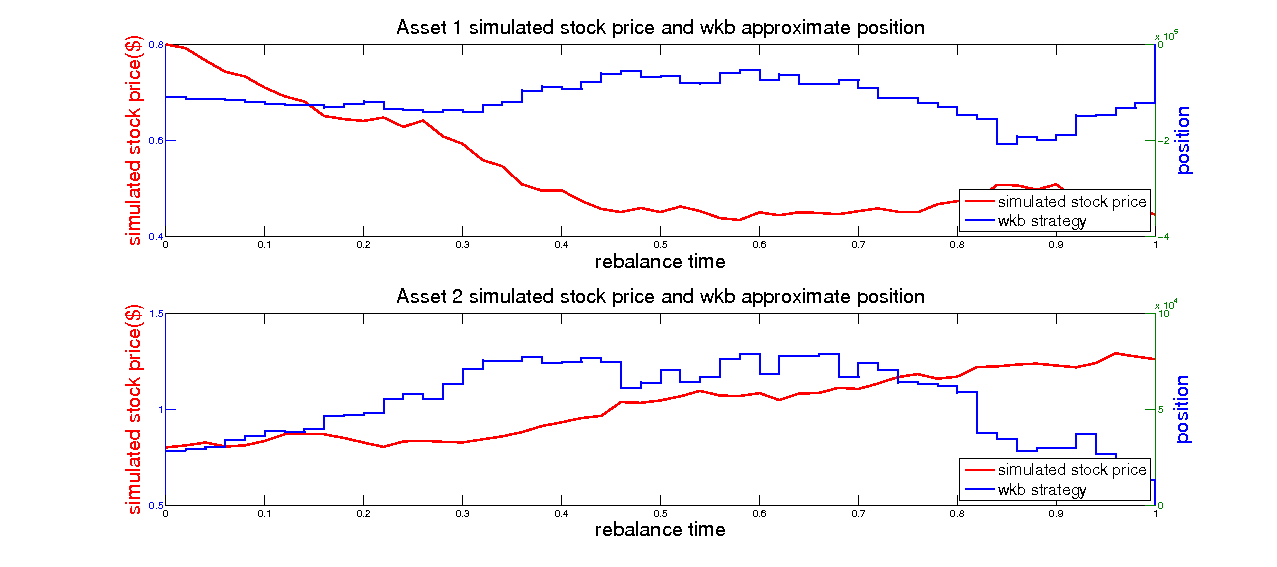 Asset 1 simulated stock price and wkb approximate position
x 10^5
simulated stock price($)
0.8
0.6
0.4
0
-2
-4
position
simulated stock price
wkb strategy
0 0.1 0.2 0.3 0.4 0.5 0.6 0.7 0.8 0.9 1
rebalance time
Asset 2 simulated stock price and wkb approximate position
x 10^4
simulated stock price($)
1.5
1
0.5
10
5
0
position
simulated stock price
wkb strategy
0 0.1 0.2 0.3 0.4 0.5 0.6 0.7 0.8 0.9 1
rebalance time